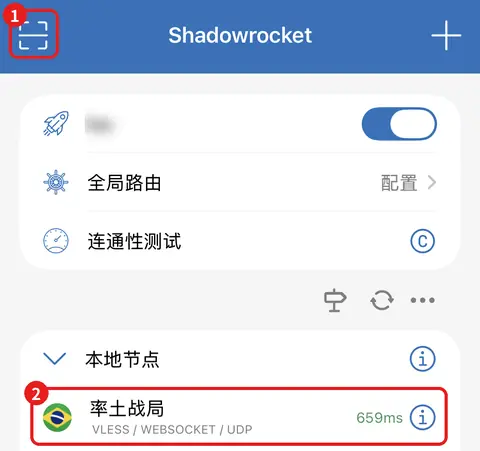 1
Shadowrocket
全局路由
配置
连通性测试
C
本地节点
i
2
率土战局
659ms
i
VLESS / WEBSOCKET / UDP